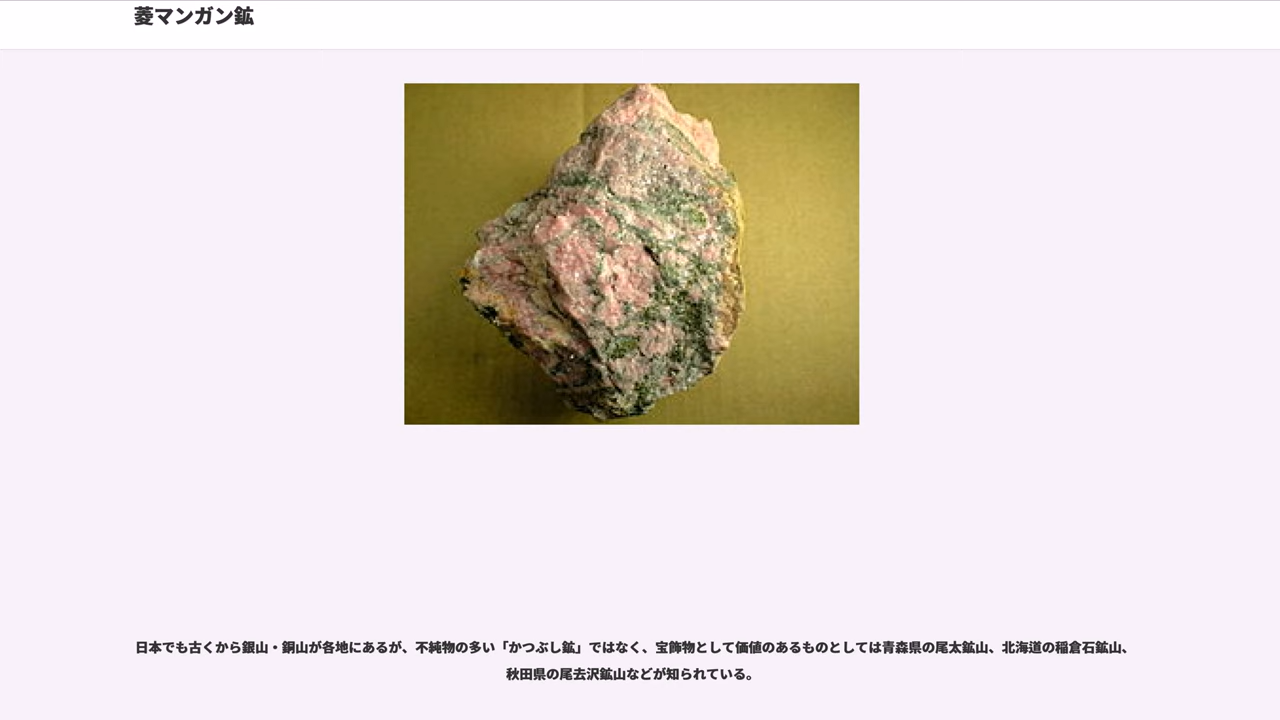 菱マンガン鉱
日本でも古くから銀山・銅山が各地にあるが、不純物の多い「かつぶし鉱」ではなく、宝飾物として価値のあるものとしては青森県の尾太鉱山、北海道の稲倉石鉱山、
秋田県の尾去沢鉱山などが知られている。